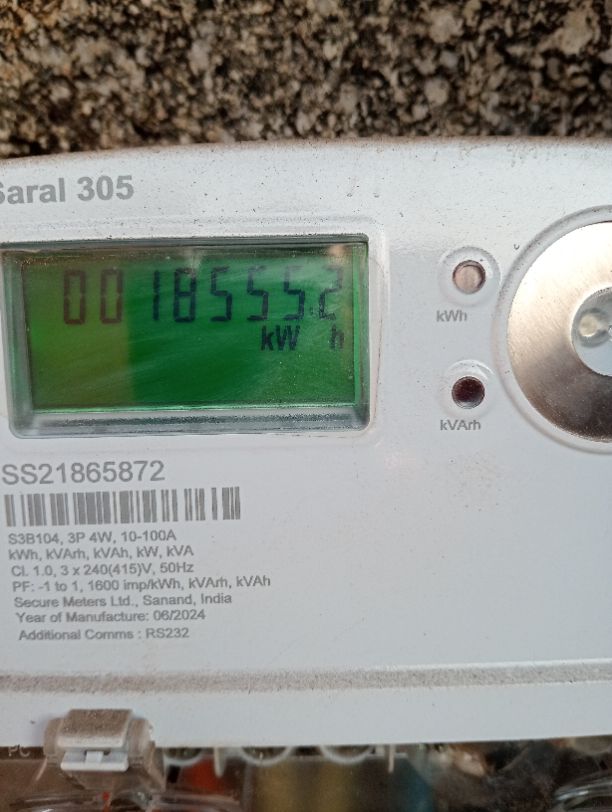 Saral 305
0018555.2
kW h
kWh
kVArh
SS21865872
S3B104, 3P 4W, 10-100A
kWh, kVArh, kVAh, kW, kVA
Cl. 1.0, 3 x 240(415)V, 50Hz
PF: -1 to 1, 1600 imp/kWh, kVArh, kVAh
Secure Meters Ltd., Sanand, India
Year of Manufacture: 06/2024
Additional Comms : RS232
PC